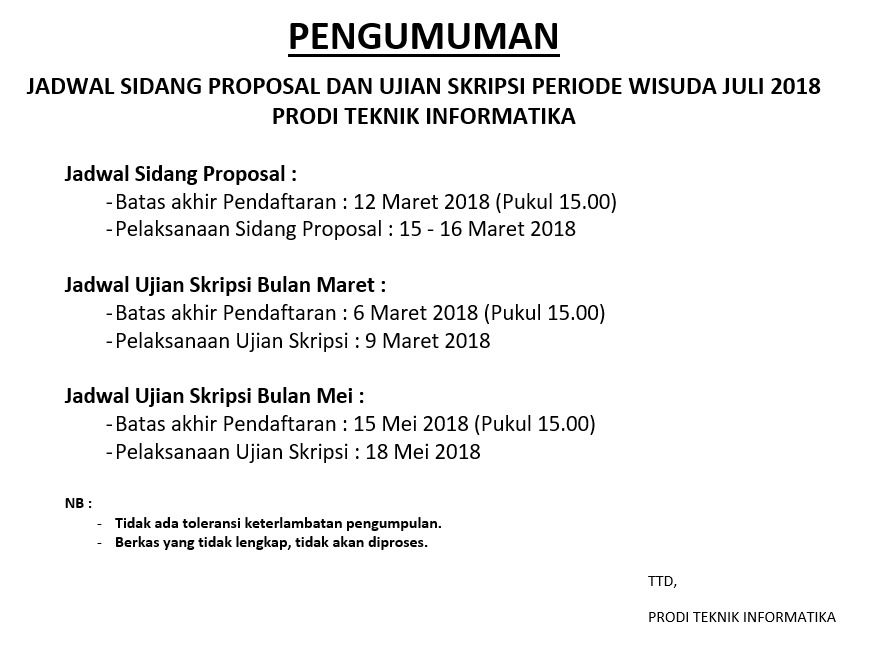 PENGUMUMAN
JADWAL SIDANG PROPOSAL DAN UJIAN SKRIPSI PERIODE WISUDA JULI 2018
PRODI TEKNIK INFORMATIKA
Jadwal Sidang Proposal :
-Batas akhir Pendaftaran : 12 Maret 2018 (Pukul 15.00)
-Pelaksanaan Sidang Proposal : 15 - 16 Maret 2018
Jadwal Ujian Skripsi Bulan Maret :
-Batas akhir Pendaftaran : 6 Maret 2018 (Pukul 15.00)
-Pelaksanaan Ujian Skripsi : 9 Maret 2018
Jadwal Ujian Skripsi Bulan Mei :
-Batas akhir Pendaftaran : 15 Mei 2018 (Pukul 15.00)
-Pelaksanaan Ujian Skripsi : 18 Mei 2018
NB :
- Tidak ada toleransi keterlambatan pengumpulan.
- Berkas yang tidak lengkap, tidak akan diproses.
TTD,
PRODI TEKNIK INFORMATIKA